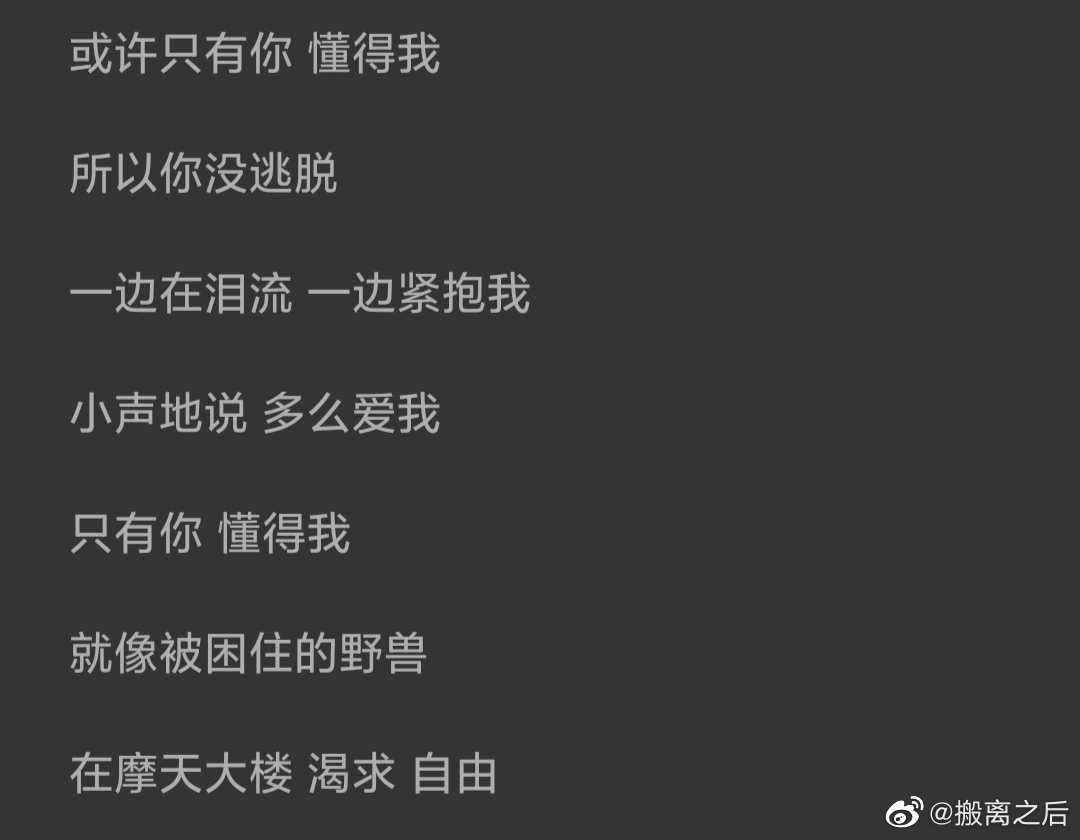 或许只有你 懂得我
所以你没逃脱
一边在泪流 一边紧抱我
小声地说 多么爱我
只有你 懂得我
就像被困住的野兽
在摩天大楼 渴求 自由
@搬离之后